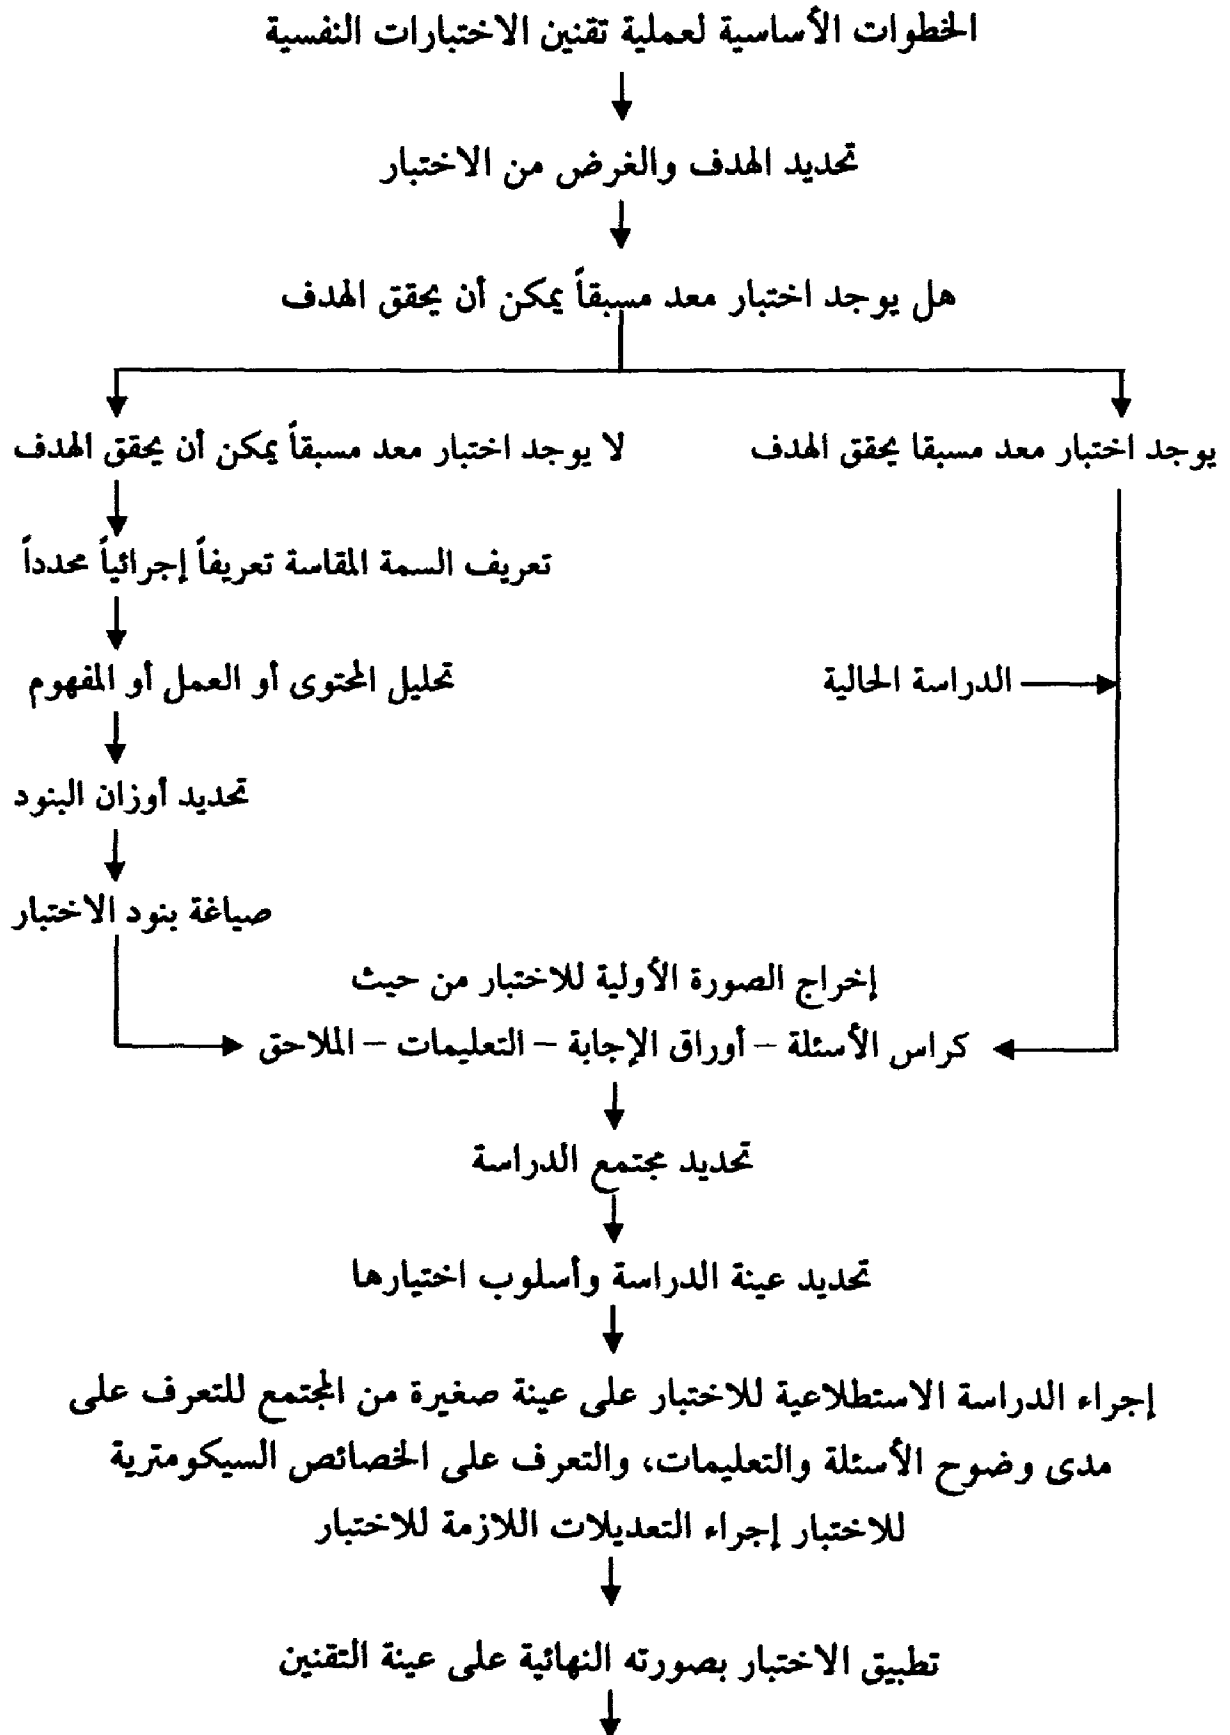 الخطوات الأساسية لعملية تقنين الاختبارات النفسية
تحديد الهدف والغرض من الاختبار
هل يوجد اختبار معد مسبقاً يمكن أن يحقق الهدف
يوجد اختبار معد مسبقا يحقق الهدف
لا يوجد اختبار معد مسبقاً يمكن أن يحقق الهدف
تعريف السمة المقاسة تعريفاً إجرائياً محدداً
الدراسة الحالية
تحليل المحتوى أو العمل أو المفهوم
تحديد أوزان البنود
صياغة بنود الاختبار
إخراج الصورة الأولية للاختبار من حيث
كراس الأسئلة – أوراق الإجابة – التعليمات – الملاحق
تحديد مجتمع الدراسة
تحديد عينة الدراسة وأسلوب اختيارها
إجراء الدراسة الاستطلاعية للاختبار على عينة صغيرة من المجتمع للتعرف على
مدى وضوح الأسئلة والتعليمات، والتعرف على الخصائص السيكومترية
للاختبار إجراء التعديلات اللازمة للاختبار
تطبيق الاختبار بصورته النهائية على عينة التقنين